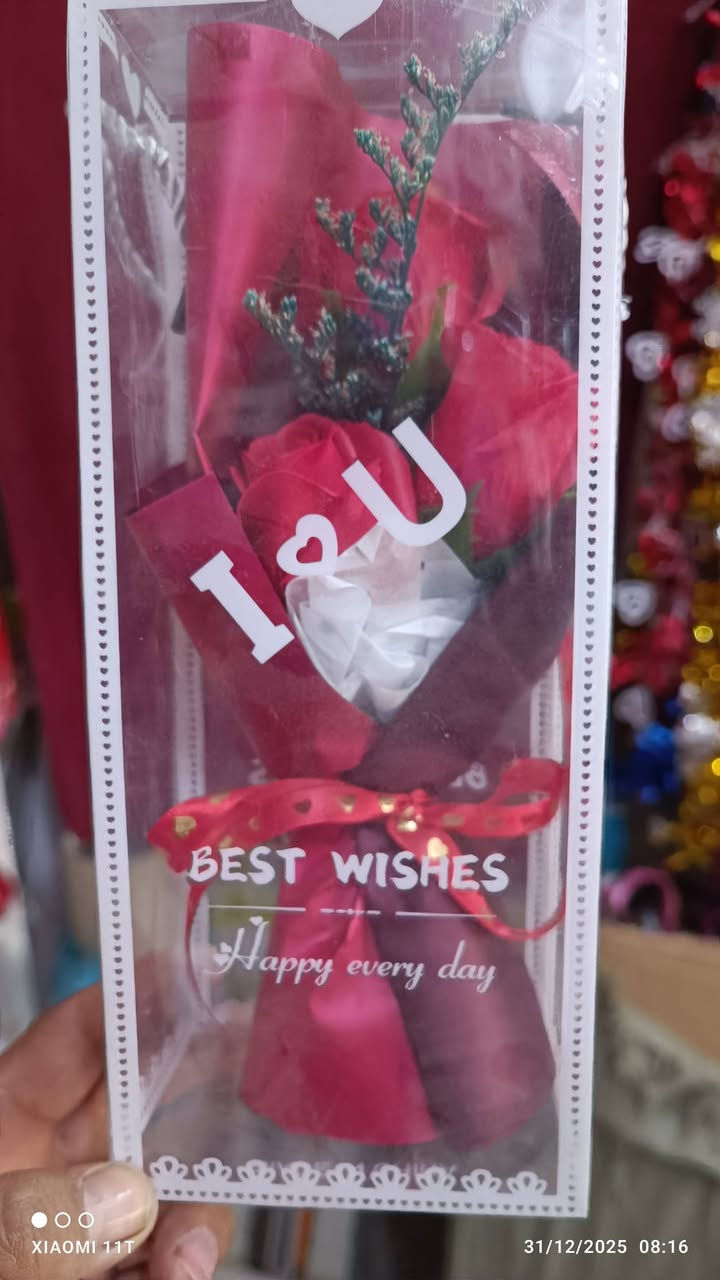 I U
BEST WISHES
Happy every day
XIAOMI 11T
31/12/2025 08:16